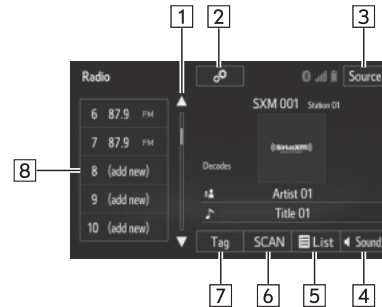 1 2 3
Radio Source
SXM 001 Station 01
6 87.9 FM
7 87.9 FM
8 (add new)
9 (add new)
10 (add new)
8
((SiriusXM))
Decades
Artist 01
Title 01
Tag SCAN List Sound
7 6 5 4